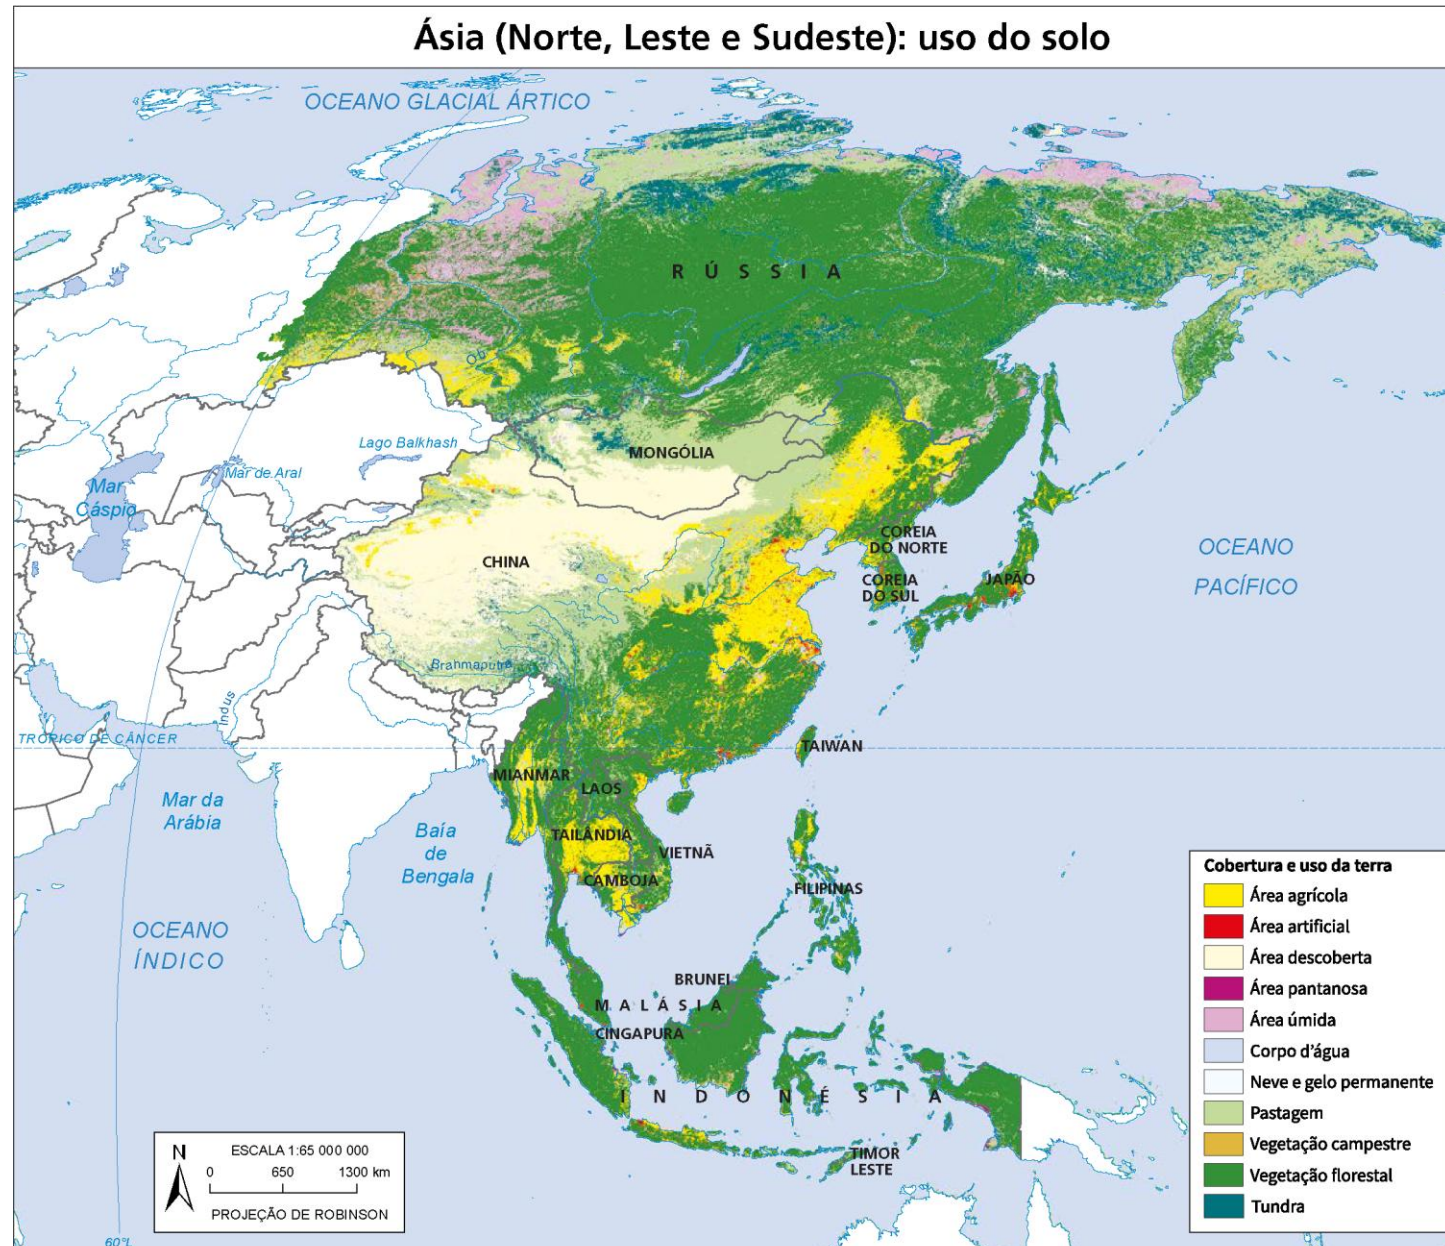 Ásia (Norte, Leste e Sudeste): uso do solo
OCEANO GLACIAL ÁRTICO
R Ú S S I A
Ob
Lago Balkhash
MONGÓLIA
Mar de Aral
Mar
Cáspio
COREIA
DO NORTE
OCEANO
PACÍFICO
CHINA
COREIA
DO SUL
JAPÃO
Brahmaputra
Indus
TRÓPICO DE CÂNCER
TAIWAN
MIANMAR
LAOS
Mar da
Arábia
Baía
de
Bengala
TAILÂNDIA
VIETNÃ
CAMBOJA
FILIPINAS
OCEANO
ÍNDICO
BRUNEI
M A L Á S I A
CINGAPURA
I N D O N É S I A
TIMOR
LESTE
Cobertura e uso da terra
Área agrícola
Área artificial
Área descoberta
Área pantanosa
Área úmida
Corpo d'água
Neve e gelo permanente
Pastagem
Vegetação campestre
Vegetação florestal
Tundra
N
ESCALA 1:65 000 000
0 650 1300 km
PROJEÇÃO DE ROBINSON
60°L